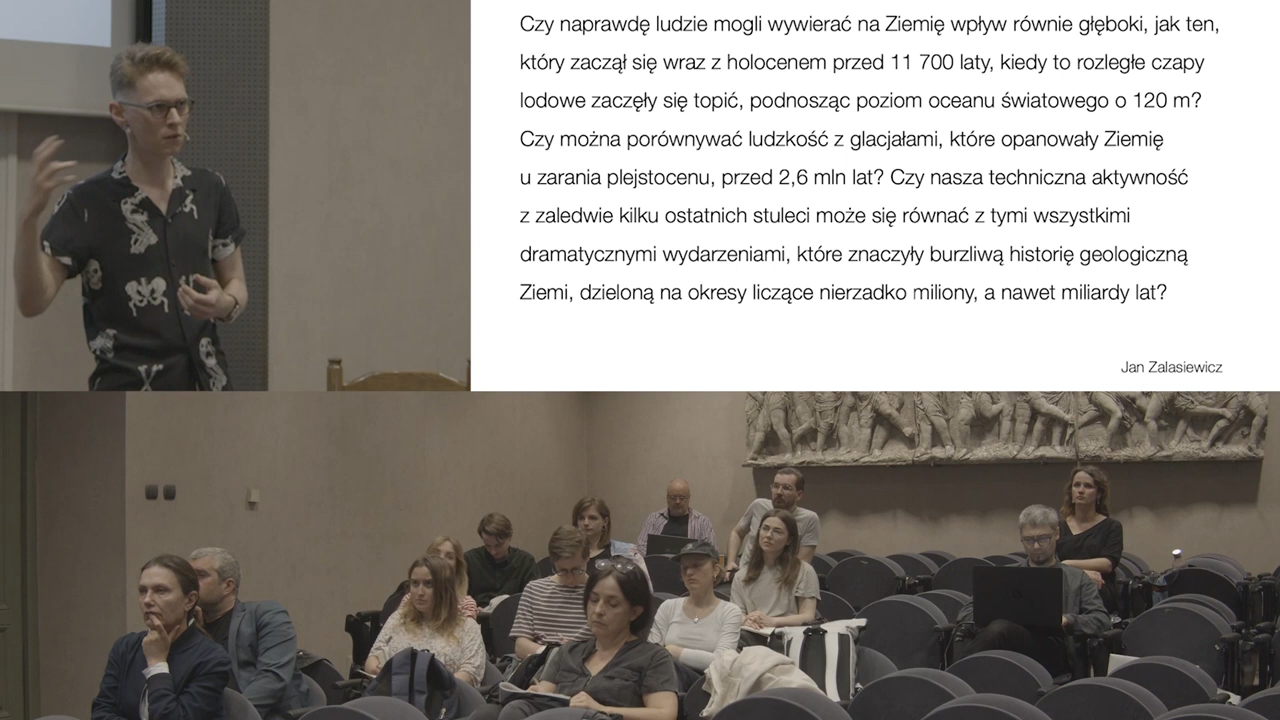 Czy naprawdę ludzie mogli wywierać na Ziemię wpływ równie głęboki, jak ten,
który zaczął się wraz z holocenem przed 11 700 laty, kiedy to rozległe czapy
lodowe zaczęły się topić, podnosząc poziom oceanu światowego o 120 m?
Czy można porównywać ludzkość z glacjałami, które opanowały Ziemię
u zarania plejstocenu, przed 2,6 mln lat? Czy nasza techniczna aktywność
z zaledwie kilku ostatnich stuleci może się równać z tymi wszystkimi
dramatycznymi wydarzeniami, które znaczyły burzliwą historię geologiczną
Ziemi, dzieloną na okresy liczące nierzadko miliony, a nawet miliardy lat?
Jan Zalasiewicz